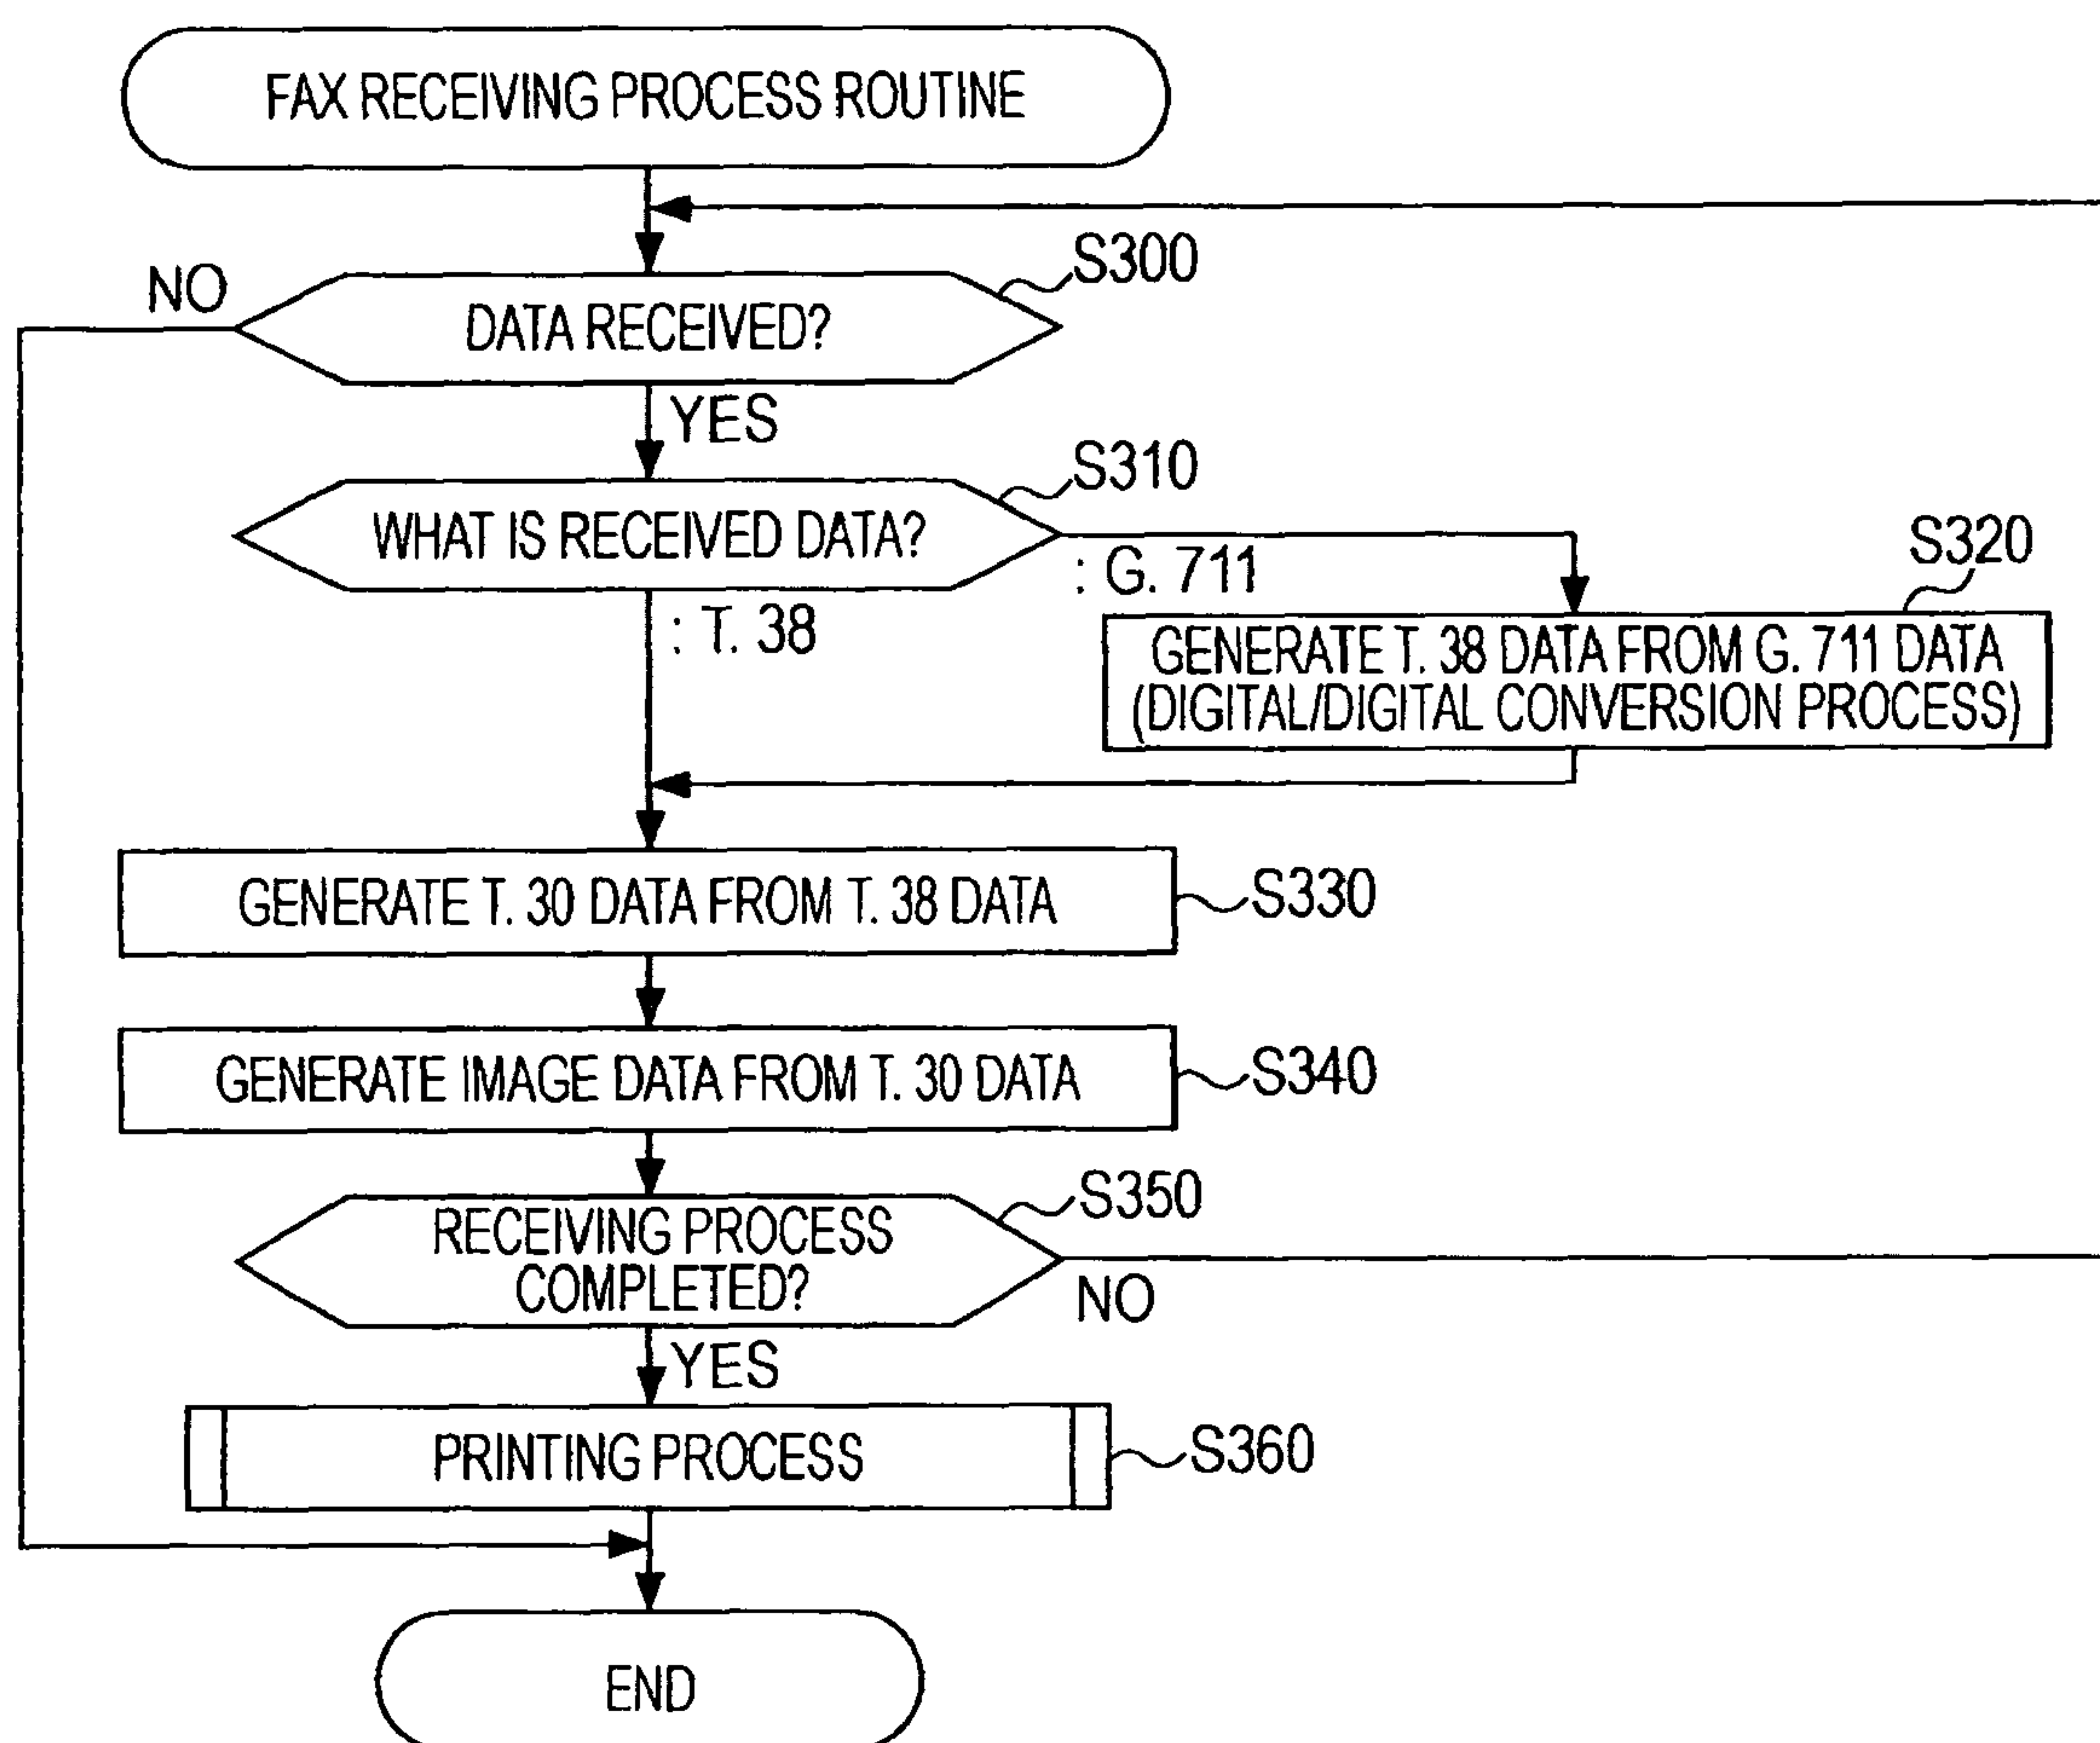 FAX RECEIVING PROCESS ROUTINE
S300
NO
DATA RECEIVED?
YES
S310
WHAT IS RECEIVED DATA?
: G. 711
: T. 38
S320
GENERATE T. 38 DATA FROM G. 711 DATA
(DIGITAL/DIGITAL CONVERSION PROCESS)
GENERATE T. 30 DATA FROM T. 38 DATA
S330
GENERATE IMAGE DATA FROM T. 30 DATA
S340
S350
RECEIVING PROCESS
COMPLETED?
NO
YES
PRINTING PROCESS
S360
END